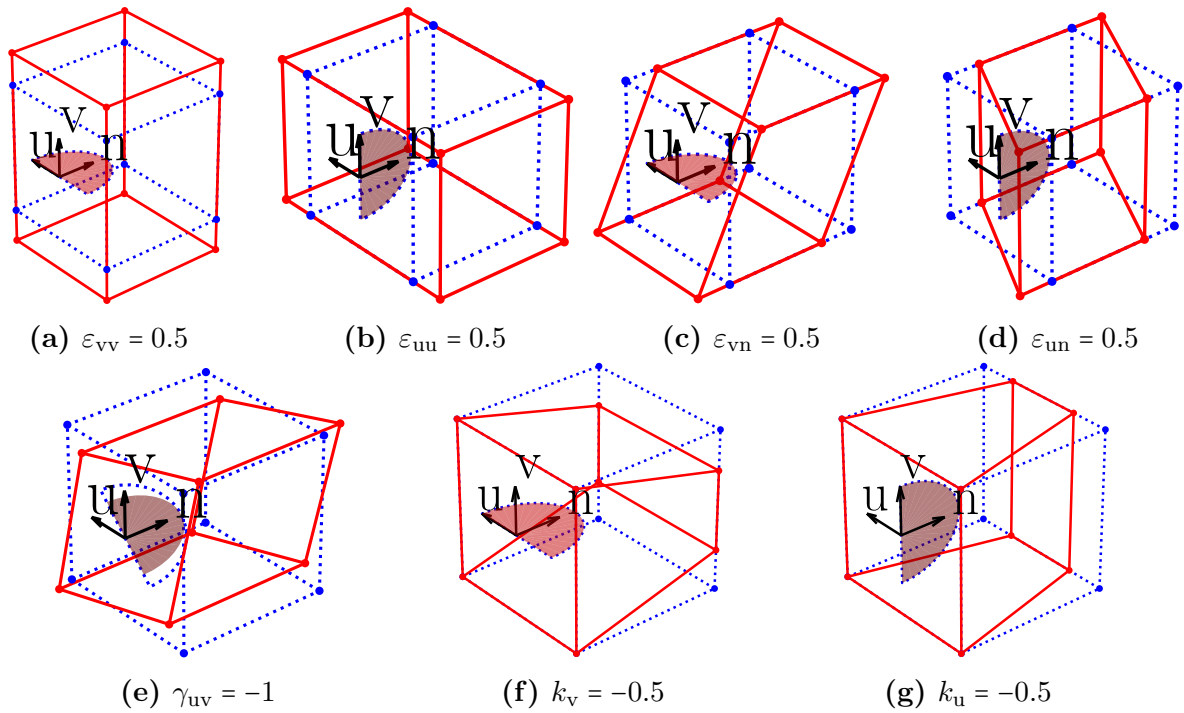 u v n
u v n
u v n
u v n
(a) εvv = 0.5
(b) εuu = 0.5
(c) εvn = 0.5
(d) εun = 0.5
u v n
u v n
u v n
(e) γuv = −1
(f) kv = −0.5
(g) ku = −0.5